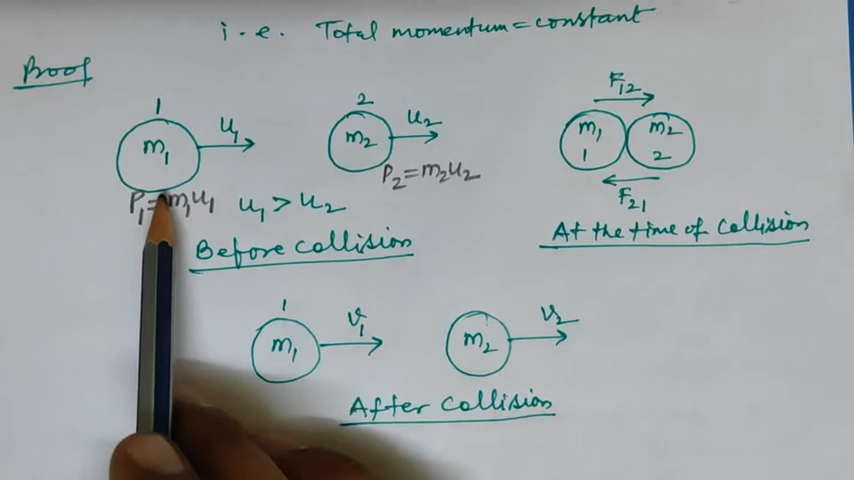 i.e. Total momentum = constant
Proof
1
m₁
u₁
2
m₂
u₂
F₁₂
m₁
1
m₂
2
F₂₁
P₁ = m₁u₁
P₂ = m₂u₂
u₁ > u₂
Before collision
At the time of collision
1
m₁
v₁
m₂
v₂
After collision